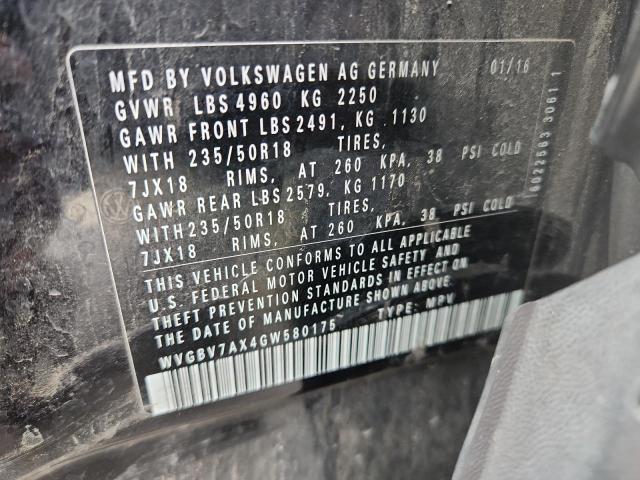 MFD BY VOLKSWAGEN AG GERMANY 01/16
GVWR LBS 4960 KG 2250
GAWR FRONT LBS 2491, KG 1130
WITH 235/50R18 TIRES,
7JX18 RIMS, AT 260 KPA, 38 PSI COLD
GAWR REAR LBS 2579, KG 1170
WITH 235/50R18 TIRES,
7JX18 RIMS, AT 260 KPA, 38 PSI COLD
THIS VEHICLE CONFORMS TO ALL APPLICABLE
U.S. FEDERAL MOTOR VEHICLE SAFETY AND
THEFT PREVENTION STANDARDS IN EFFECT ON
THE DATE OF MANUFACTURE SHOWN ABOVE.
WVGBV7AX4GW580175 TYPE: MPV
3061 1